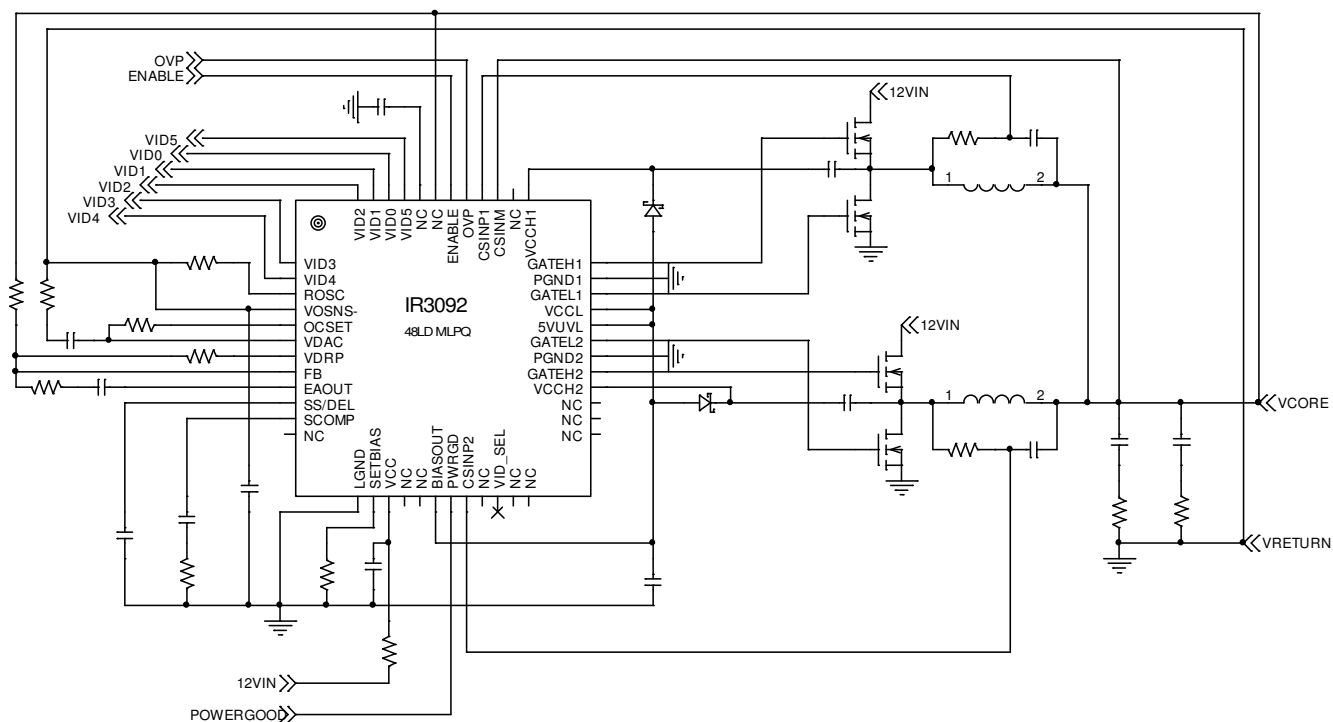 OVP
ENABLE
12VIN
VID5
VID0
VID1
VID2
VID3
VID4
1
2
VID2
VID1
VID0
VID5
NC
NC
ENABLE
OVP
CSINP1
CSINM
NC
VCCH1
VID3
VID4
ROSC
VOSNS-
OCSET
VDAC
VDRP
FB
EAOUT
SS/DEL
SCOMP
NC
IR3092
48LD MLPQ
GATEH1
PGND1
GATEL1
VCCL
5VUVL
GATEL2
PGND2
GATEH2
VCCH2
NC
NC
NC
LGND
SETBIAS
VCC
NC
NC
BIASOUT
PWRGD
CSINP2
NC
VID_SEL
NC
NC
12VIN
1
2
VCORE
VRETURN
12VIN
POWERGOOD